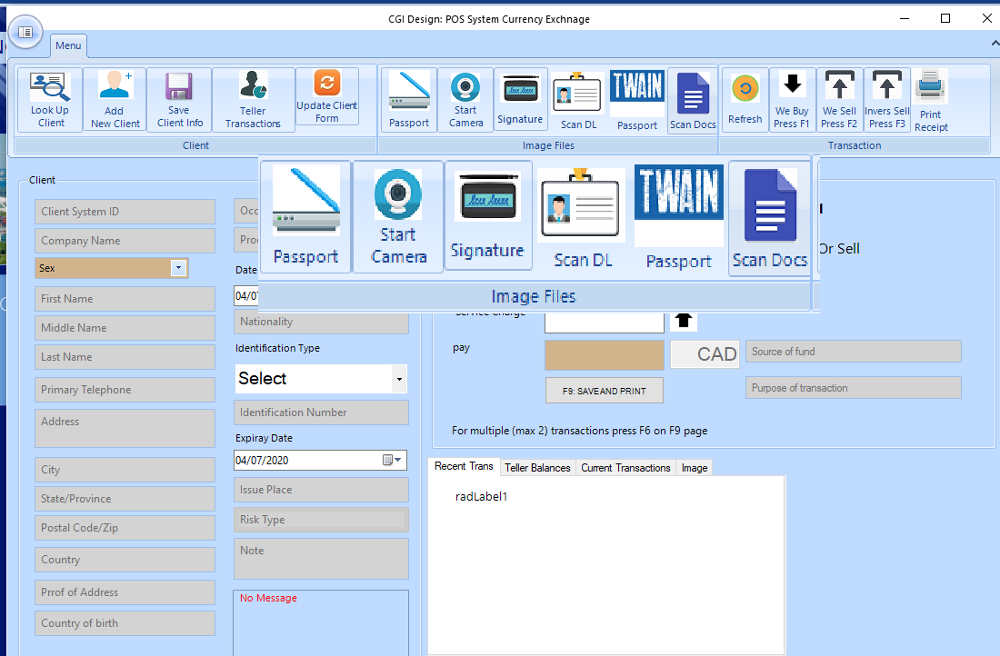 CGI Design: POS System Currency Exchnage
Menu
Look Up
Client
Add
New Client
Save
Client Info
Teller
Transactions
Update Client
Form
Client
Passport
Start
Camera
Signature
Scan DL
TWAIN
Passport
Scan Docs
Image Files
Refresh
We Buy
Press F1
We Sell
Press F2
Invers Sell
Press F3
Print
Receipt
Transaction
Passport
Start
Camera
Signature
Scan DL
TWAIN
Passport
Scan Docs
Image Files
Client
Client System ID
Company Name
Sex
First Name
Middle Name
Last Name
Primary Telephone
Address
City
State/Province
Postal Code/Zip
Country
Prrof of Address
Country of birth
Date
Nationality
Identification Type
Select
Identification Number
Expiray Date
04/07/2020
Issue Place
Risk Type
Note
No Message
Or Sell
Service Charge
pay
CAD
Source of fund
F9: SAVE AND PRINT
Purpose of transaction
For multiple (max 2) transactions press F6 on F9 page
Recent Trans
Teller Balances
Current Transactions
Image
radLabel1